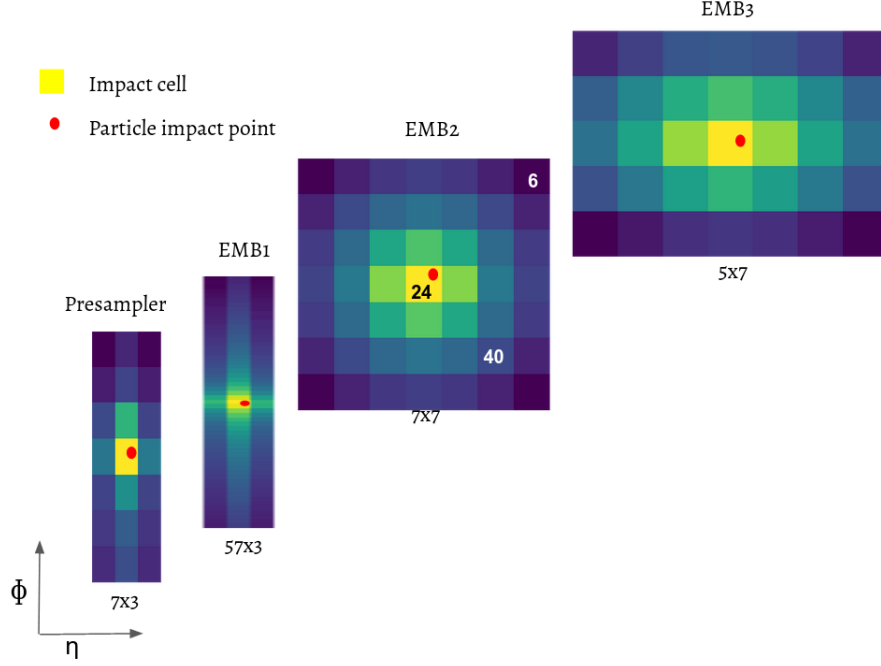 EMB3
Impact cell
Particle impact point
EMB2
6
EMB1
24
5x7
Presampler
40
7x7
57x3
Φ
7x3
η